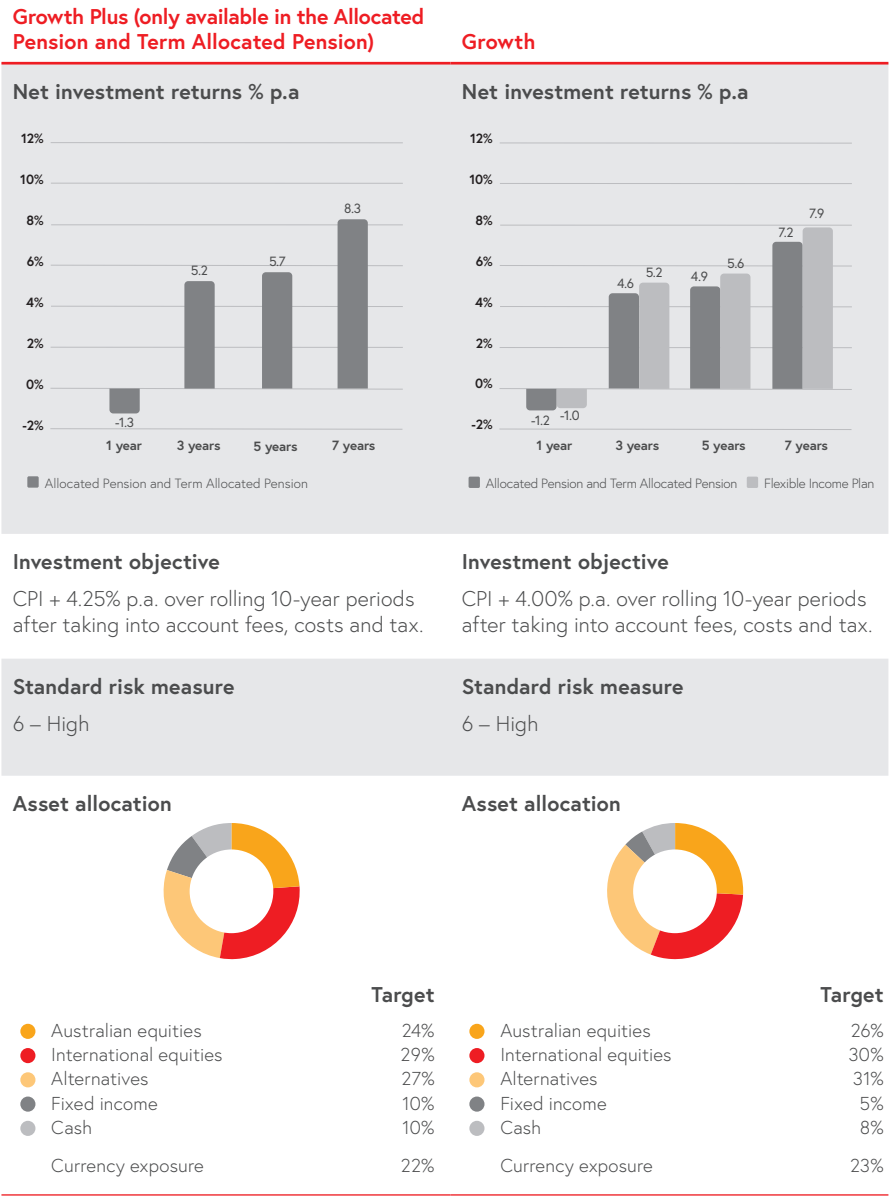 Growth Plus (only available in the Allocated
Pension and Term Allocated Pension)
Net investment returns % p.a
12%
10%
8%
6%
4%
2%
0%
-2%
-1.3
5.2
5.7
8.3
1 year
3 years
5 years
7 years
Allocated Pension and Term Allocated Pension
Investment objective
CPI + 4.25% p.a. over rolling 10-year periods
after taking into account fees, costs and tax.
Standard risk measure
6 – High
Asset allocation
Target
Australian equities 24%
International equities 29%
Alternatives 27%
Fixed income 10%
Cash 10%
Currency exposure 22%
Growth
Net investment returns % p.a
12%
10%
8%
6%
4%
2%
0%
-2%
-1.2
-1.0
4.6
5.2
4.9
5.6
7.2
7.9
1 year
3 years
5 years
7 years
Allocated Pension and Term Allocated Pension
Flexible Income Plan
Investment objective
CPI + 4.00% p.a. over rolling 10-year periods
after taking into account fees, costs and tax.
Standard risk measure
6 – High
Asset allocation
Target
Australian equities 26%
International equities 30%
Alternatives 31%
Fixed income 5%
Cash 8%
Currency exposure 23%